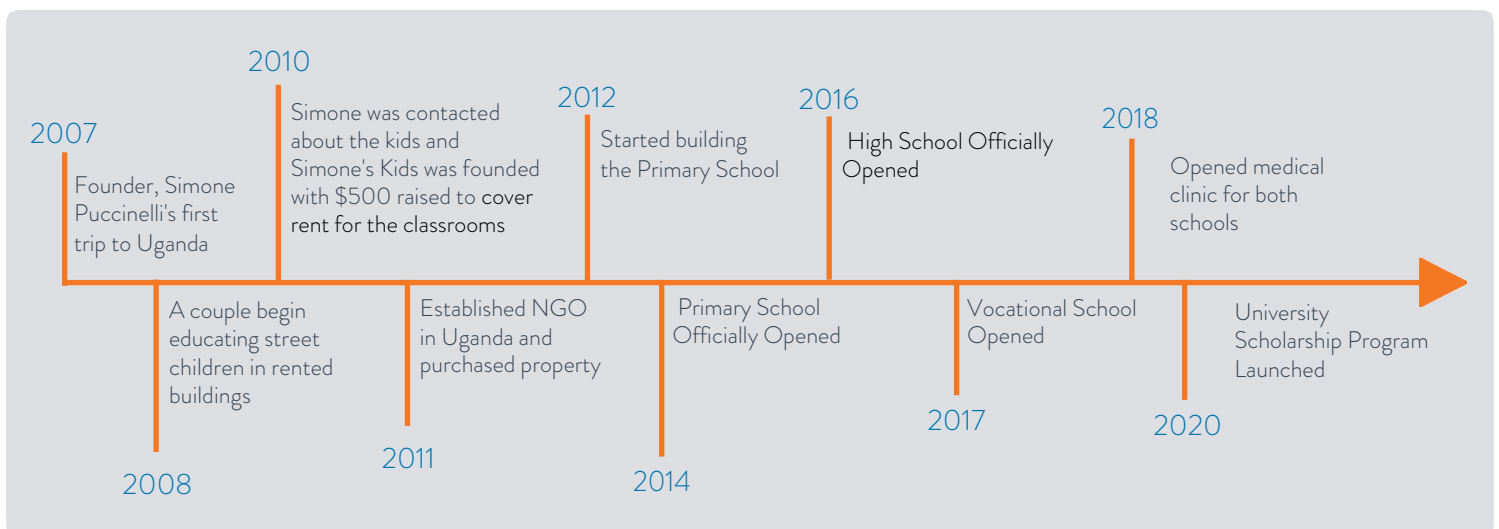 2007
Founder, Simone
Puccinelli's first
trip to Uganda
2008
A couple begin
educating street
children in rented
buildings
2010
Simone was contacted
about the kids and
Simone's Kids was founded
with $500 raised to cover
rent for the classrooms
2011
Established NGO
in Uganda and
purchased property
2012
Started building
the Primary School
2014
Primary School
Officially Opened
2016
High School Officially
Opened
2017
Vocational School
Opened
2018
Opened medical
clinic for both
schools
2020
University
Scholarship Program
Launched